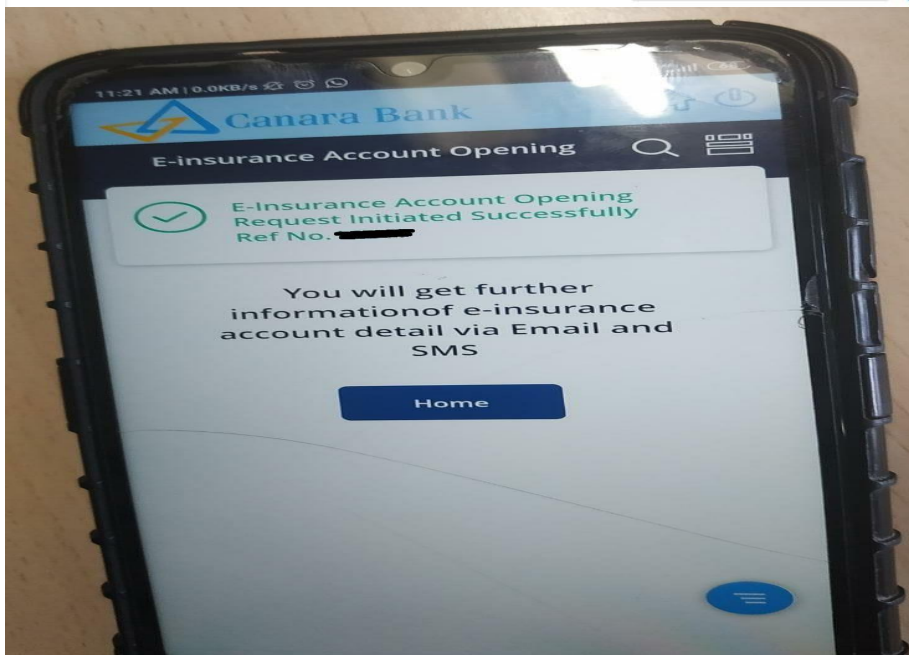 11:21 AM | 0.0KB/s
Canara Bank
E-insurance Account Opening
E-Insurance Account Opening
Request Initiated Successfully
Ref No.
You will get further
informationof e-insurance
account detail via Email and
SMS
Home